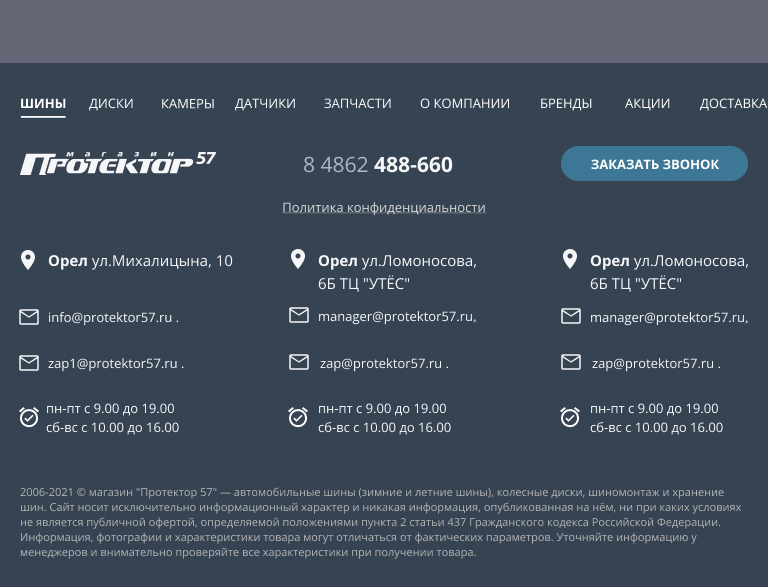 ШИНЫ ДИСКИ КАМЕРЫ ДАТЧИКИ ЗАПЧАСТИ О КОМПАНИИ БРЕНДЫ АКЦИИ ДОСТАВКА
магазин
ПРОТЕКТОР 57
8 4862 488-660
ЗАКАЗАТЬ ЗВОНОК
Политика конфиденциальности
Орел ул.Михалицына, 10
info@protektor57.ru .
zap1@protektor57.ru .
пн-пт с 9.00 до 19.00
сб-вс с 10.00 до 16.00
Орел ул.Ломоносова,
6Б ТЦ "УТЁС"
manager@protektor57.ru.
zap@protektor57.ru .
пн-пт с 9.00 до 19.00
сб-вс с 10.00 до 16.00
Орел ул.Ломоносова,
6Б ТЦ "УТЁС"
manager@protektor57.ru.
zap@protektor57.ru .
пн-пт с 9.00 до 19.00
сб-вс с 10.00 до 16.00
2006-2021 © магазин "Протектор 57" — автомобильные шины (зимние и летние шины), колесные диски, шиномонтаж и хранение
шин. Сайт носит исключительно информационный характер и никакая информация, опубликованная на нём, ни при каких условиях
не является публичной офертой, определяемой положениями пункта 2 статьи 437 Гражданского кодекса Российской Федерации.
Информация, фотографии и характеристики товара могут отличаться от фактических параметров. Уточняйте информацию у
менеджеров и внимательно проверяйте все характеристики при получении товара.